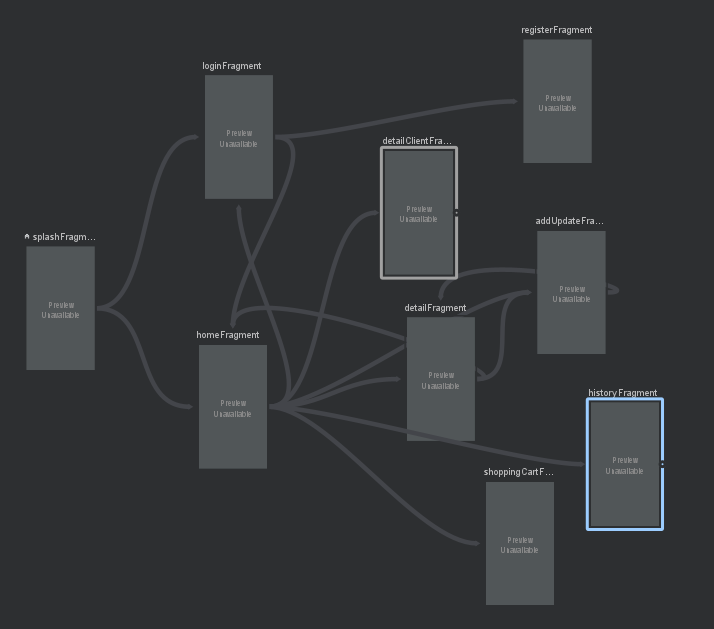 registerFragment
Preview
Unavailable
loginFragment
Preview
Unavailable
detailClientFra...
Preview
Unavailable
addUpdateFra...
Preview
Unavailable
splashFragm...
Preview
Unavailable
detailFragment
Preview
Unavailable
homeFragment
Preview
Unavailable
historyFragment
Preview
Unavailable
shoppingCartF...
Preview
Unavailable